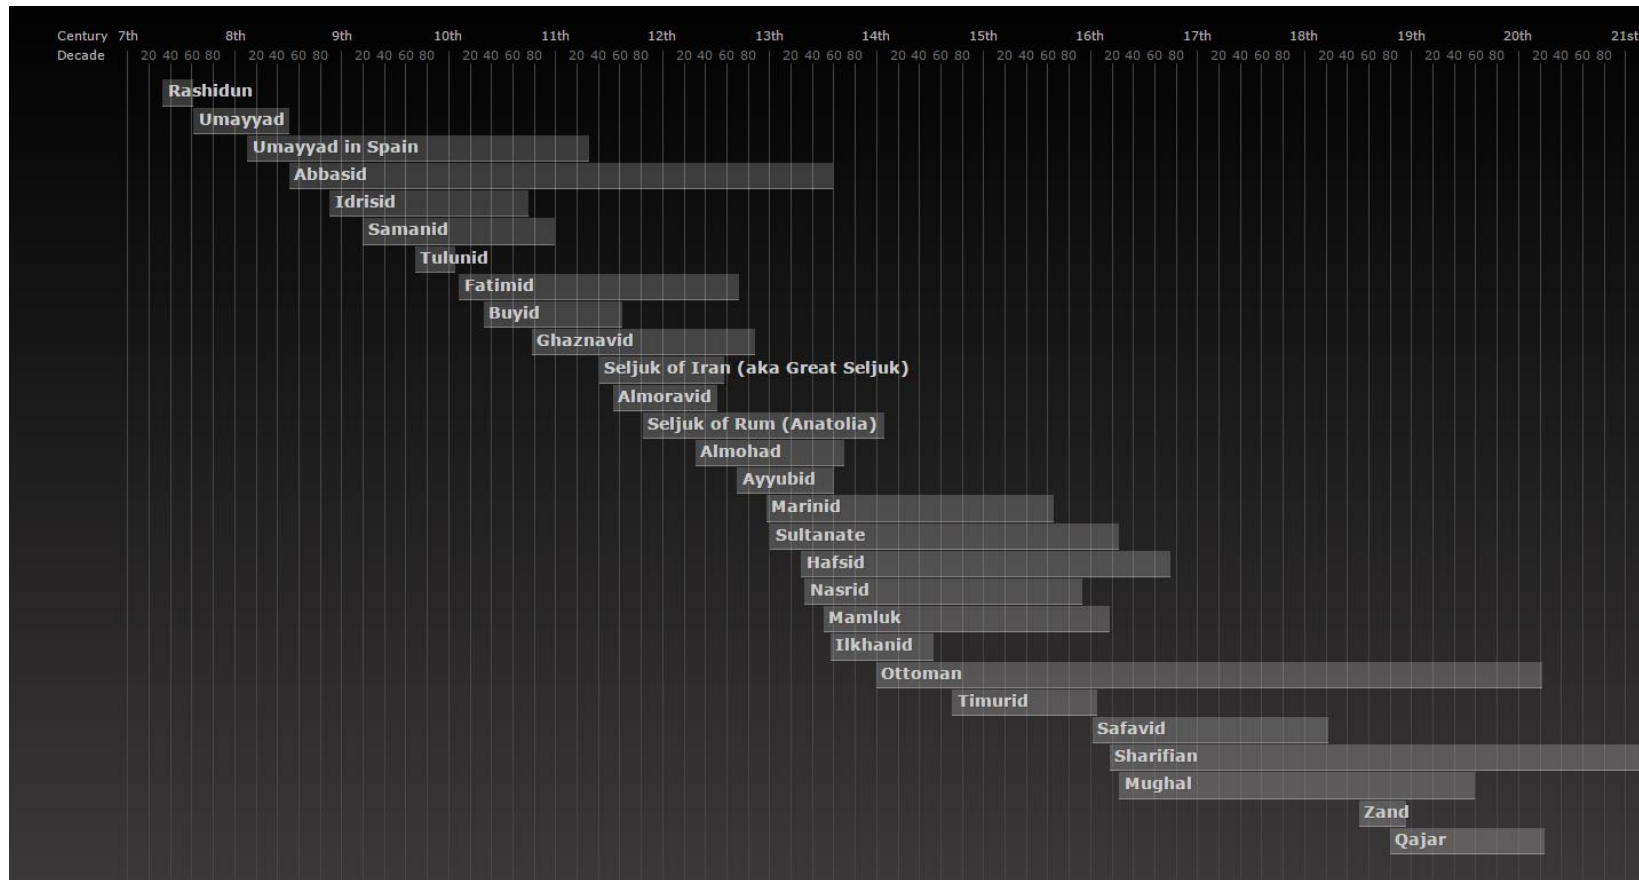 Century 7th 8th 9th 10th 11th 12th 13th 14th 15th 16th 17th 18th 19th 20th 21st
Decade 20 40 60 80 20 40 60 80 20 40 60 80 20 40 60 80 20 40 60 80 20 40 60 80 20 40 60 80 20 40 60 80 20 40 60 80 20 40 60 80 20 40 60 80 20 40 60 80 20 40 60 80 20 40 60 80
Rashidun
Umayyad
Umayyad in Spain
Abbasid
Idrisid
Samanid
Tulunid
Fatimid
Buyid
Ghaznavid
Seljuk of Iran (aka Great Seljuk)
Almoravid
Seljuk of Rum (Anatolia)
Almohad
Ayyubid
Marinid
Sultanate
Hafsid
Nasrid
Mamluk
Ilkhanid
Ottoman
Timurid
Safavid
Sharifian
Mughal
Zand
Qajar